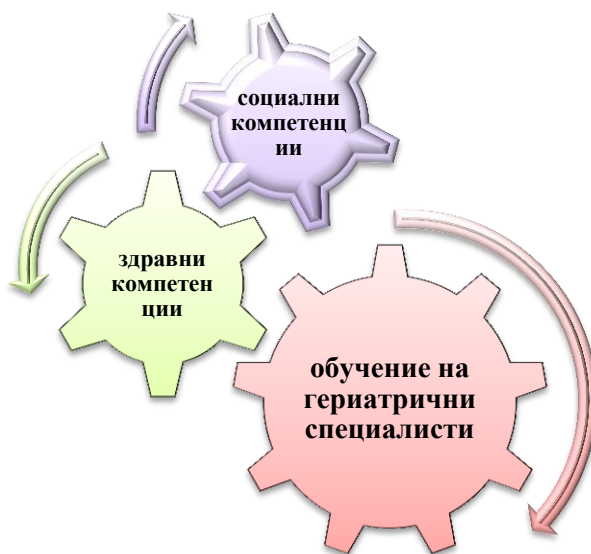 социални
компетенц
ии
здравни
компетен
ции
обучение на
гериатрични
специалисти